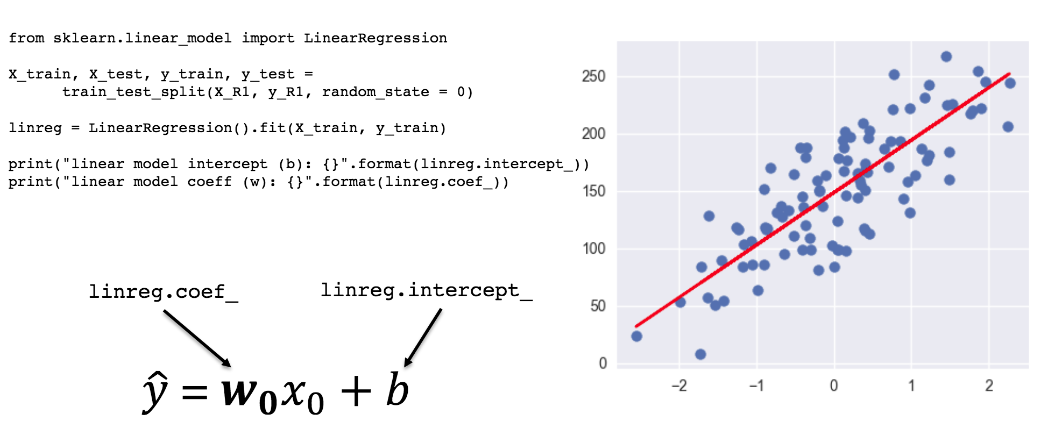 from sklearn.linear_model import LinearRegression
X_train, X_test, y_train, y_test =
train_test_split(X_R1, y_R1, random_state = 0)
linreg = LinearRegression().fit(X_train, y_train)
print("linear model intercept (b): {}".format(linreg.intercept_))
print("linear model coeff (w): {}".format(linreg.coef_))
linreg.coef_
linreg.intercept_
ŷ = w₀x₀ + b
250
200
150
100
50
0
−2 −1 0 1 2